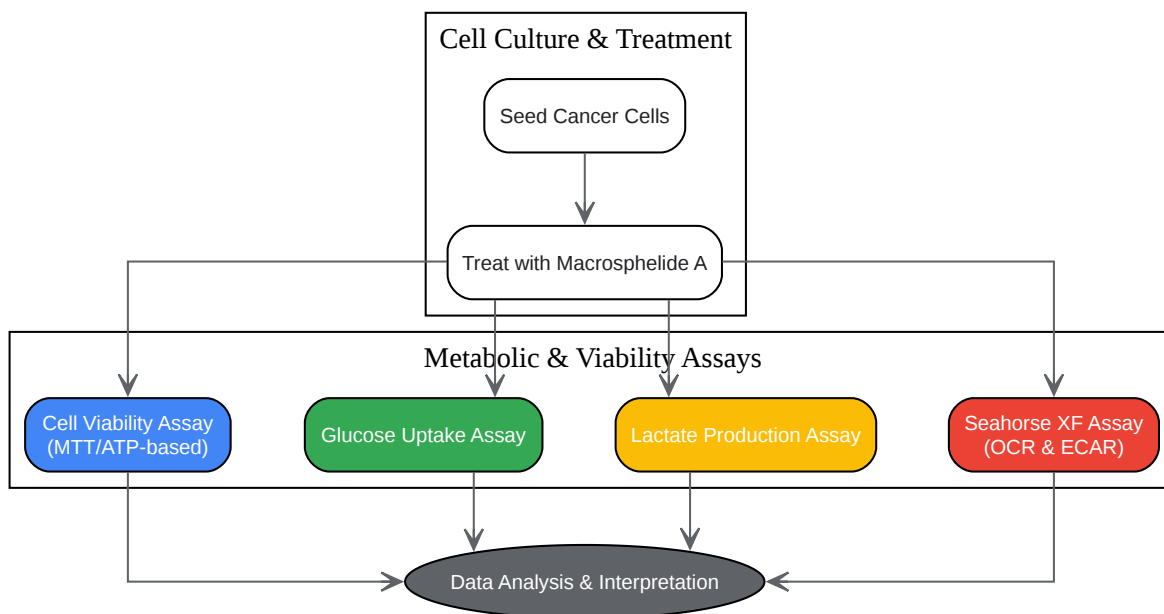 Cell Culture & Treatment
Seed Cancer Cells
Treat with Macrosphelide A
Metabolic & Viability Assays
Cell Viability Assay
(MTT/ATP-based)
Glucose Uptake Assay
Lactate Production Assay
Seahorse XF Assay
(OCR & ECAR)
Data Analysis & Interpretation